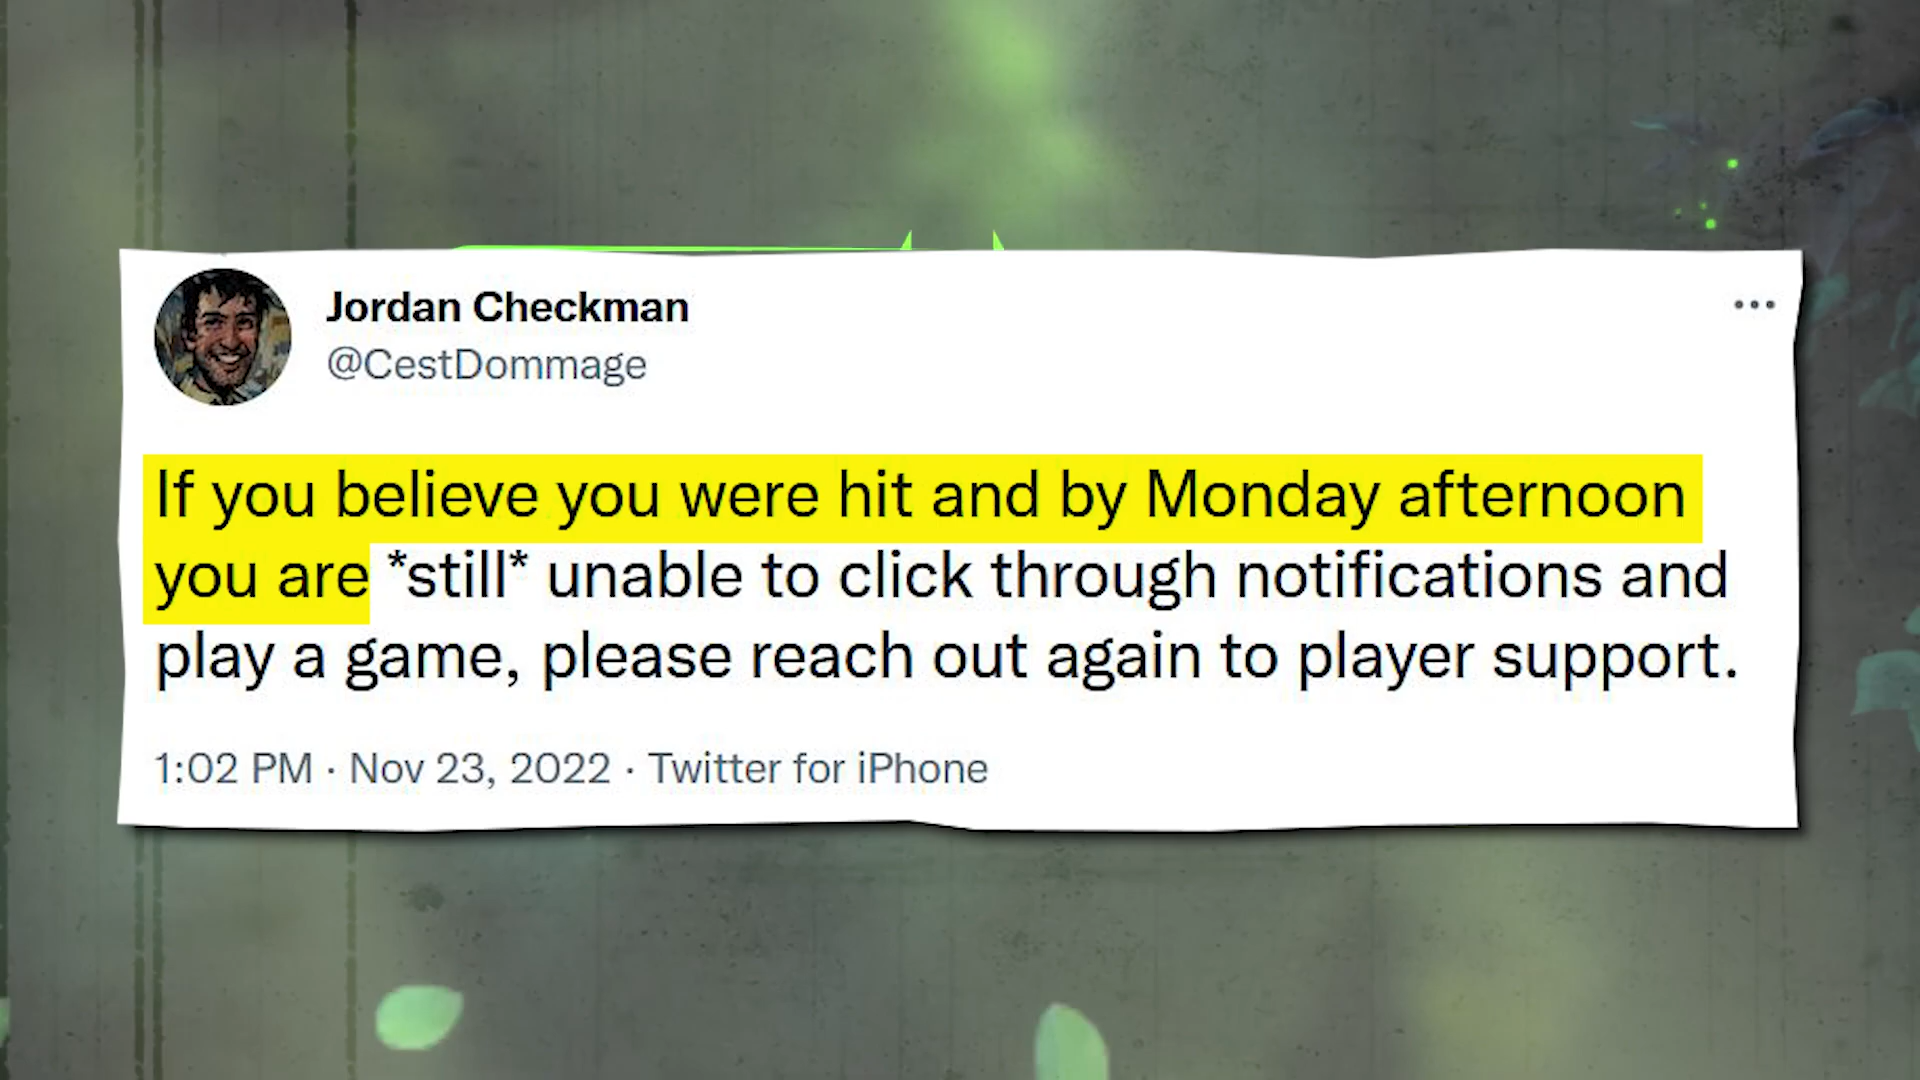 Jordan Checkman
@CestDommage
If you believe you were hit and by Monday afternoon
you are *still* unable to click through notifications and
play a game, please reach out again to player support.
1:02 PM · Nov 23, 2022 · Twitter for iPhone